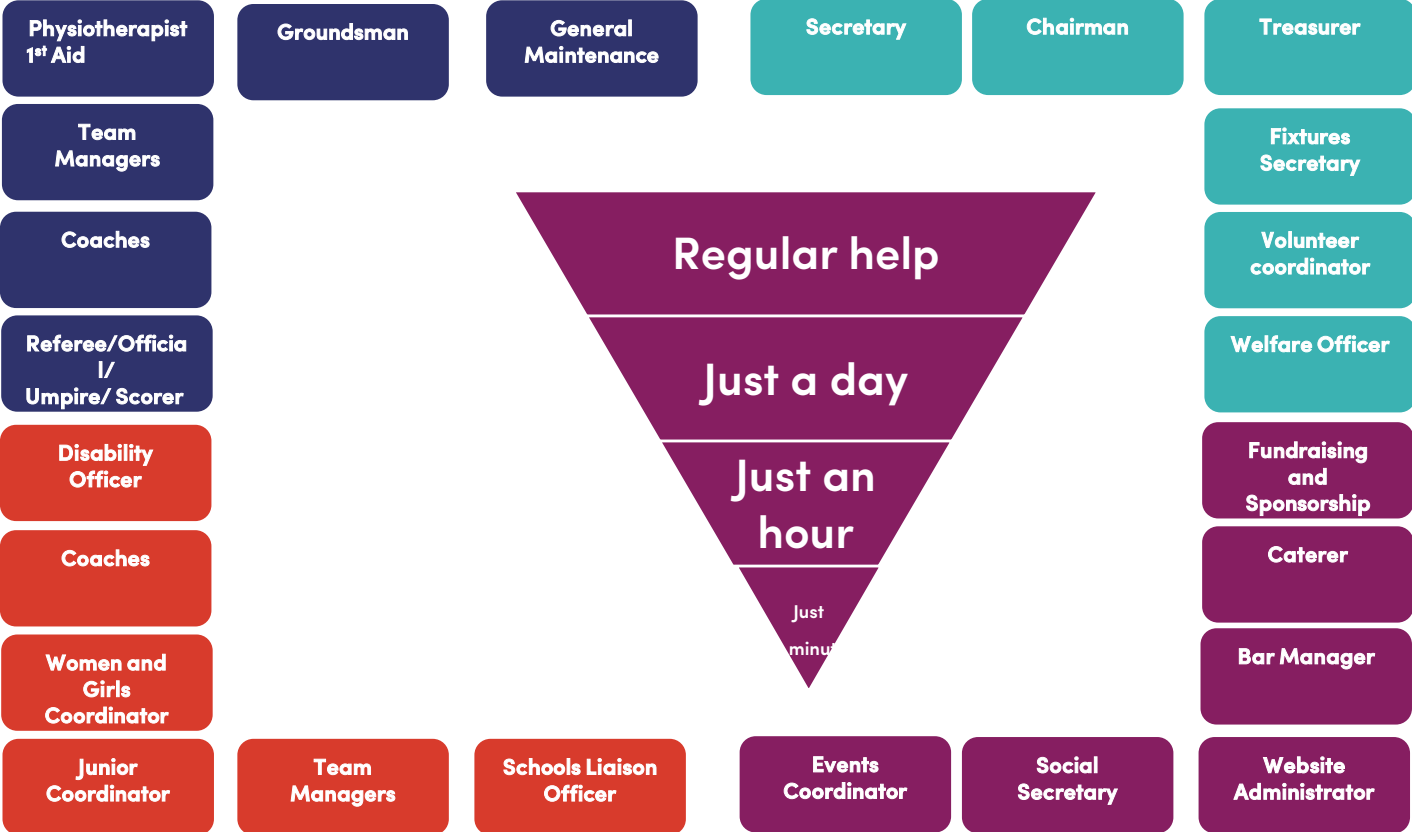 Physiotherapist
1st Aid
Groundsman
General
Maintenance
Secretary
Chairman
Treasurer
Team
Managers
Fixtures
Secretary
Coaches
Volunteer
coordinator
Regular help
Referee/Officia
l/
Umpire/ Scorer
Welfare Officer
Just a day
Disability
Officer
Fundraising
and
Sponsorship
Just an
hour
Coaches
Caterer
Just
Women and
Girls
Coordinator
Bar Manager
Junior
Coordinator
Team
Managers
Schools Liaison
Officer
Events
Coordinator
Social
Secretary
Website
Administrator